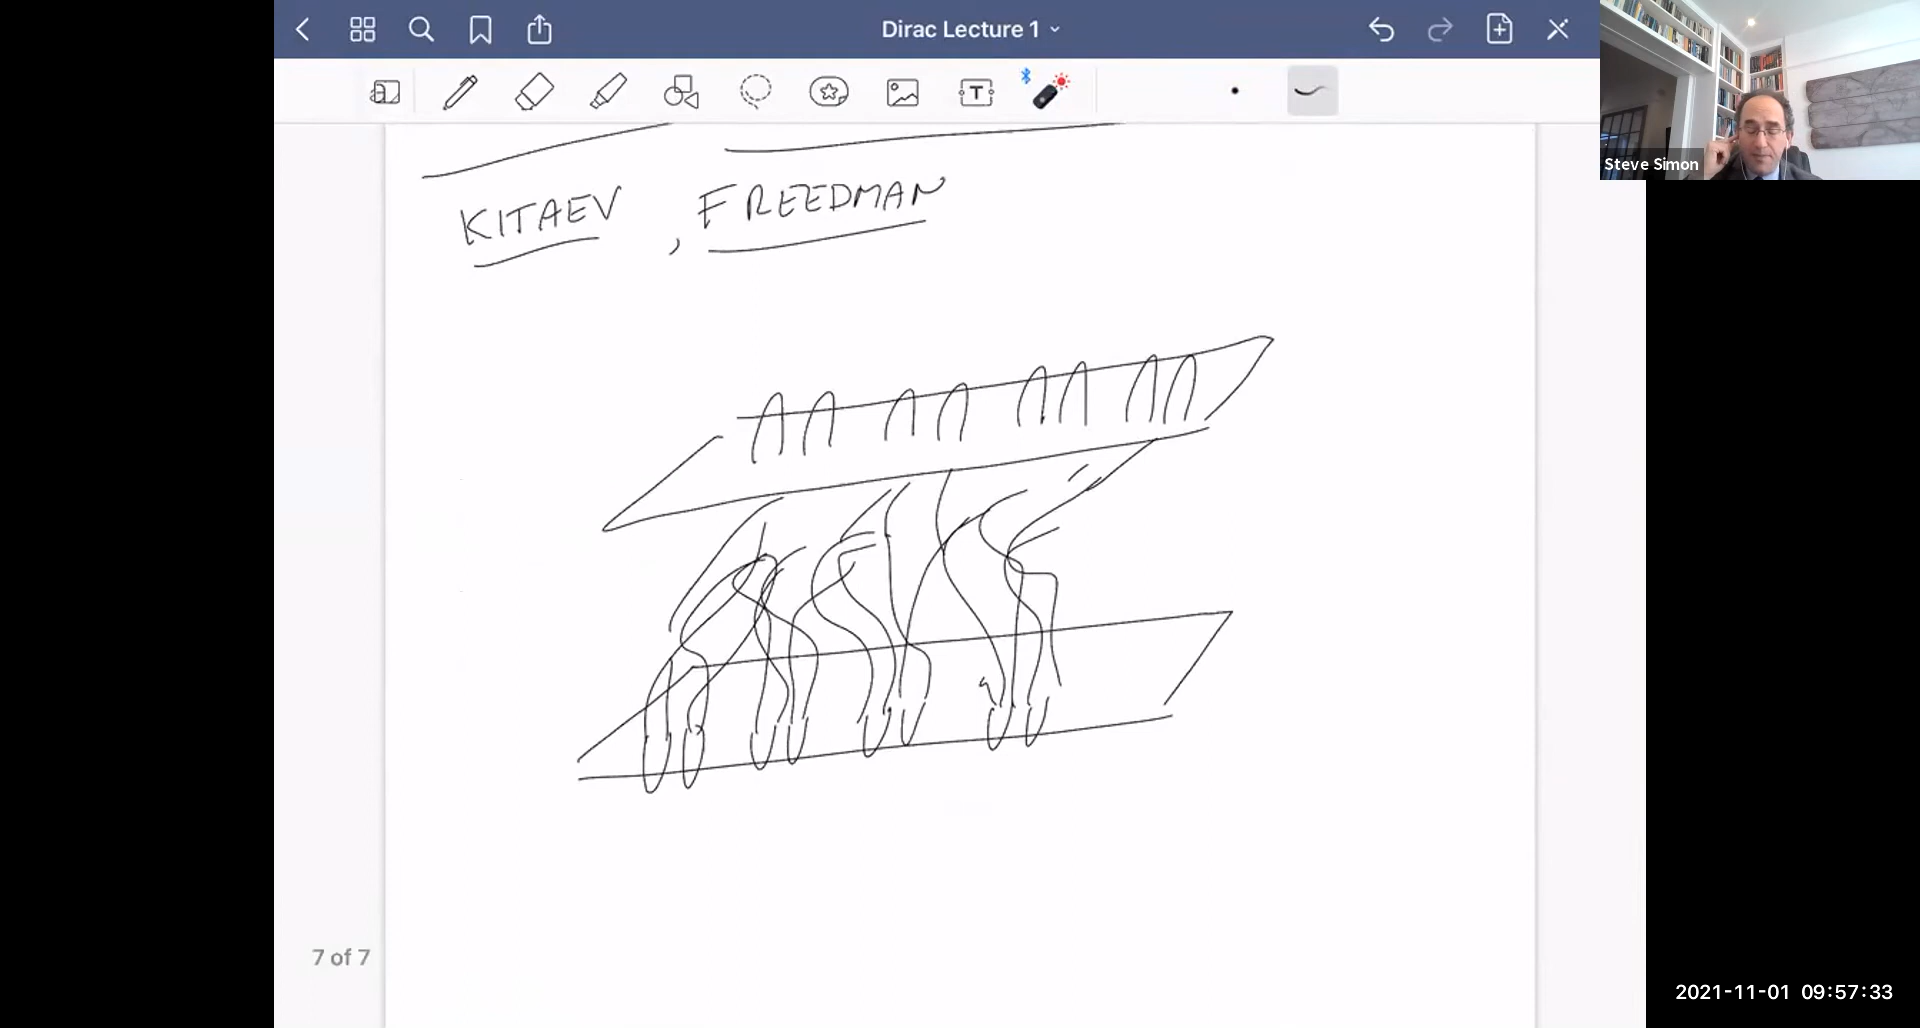 Dirac Lecture 1
T
Steve Simon
KITAEV, FREEDMAN
7 of 7
2021-11-01 09:57:33